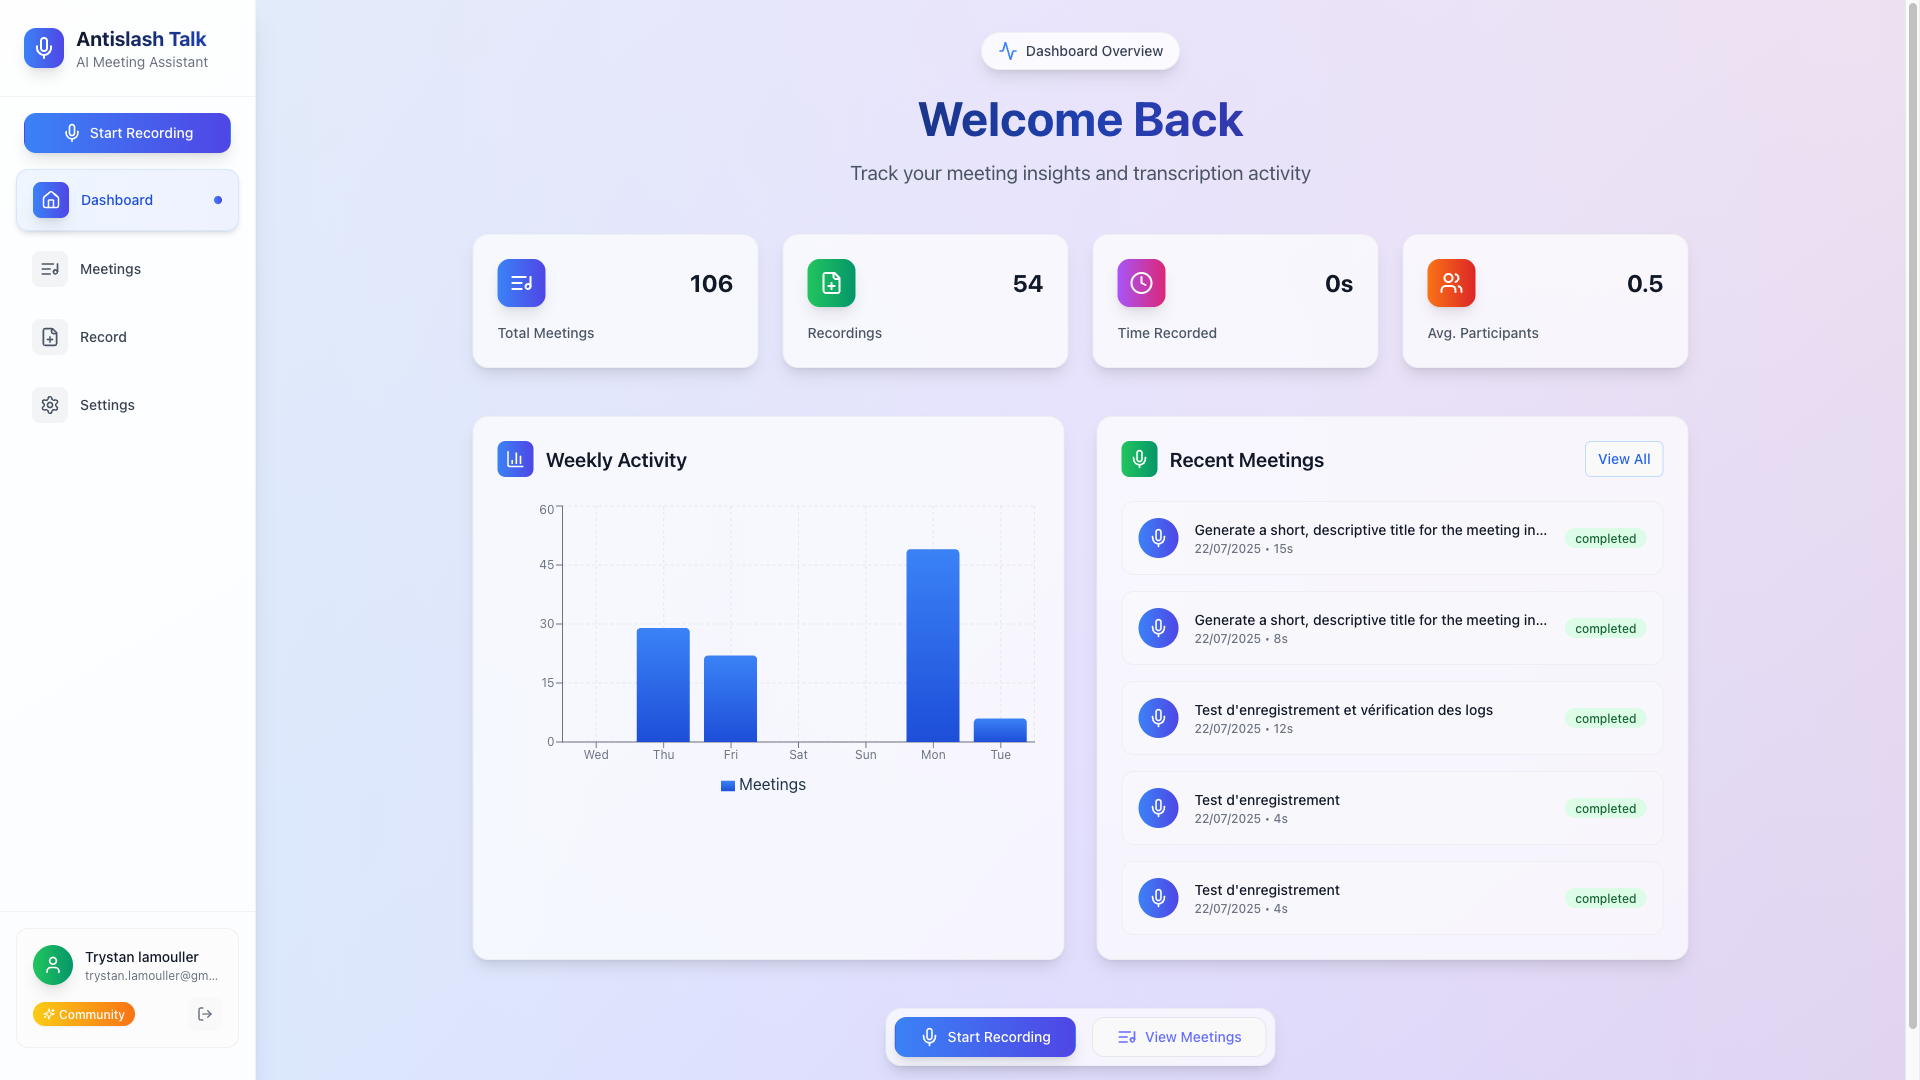 Antislash Talk
AI Meeting Assistant
Start Recording
Dashboard
Meetings
Record
Settings
Trystan lamouller
trystan.lamouller@gm...
Community
Dashboard Overview
Welcome Back
Track your meeting insights and transcription activity
106
Total Meetings
54
Recordings
0s
Time Recorded
0.5
Avg. Participants
Weekly Activity
60
45
30
15
0
Wed Thu Fri Sat Sun Mon Tue
Meetings
Recent Meetings
View All
Generate a short, descriptive title for the meeting in...
22/07/2025 • 15s
completed
Generate a short, descriptive title for the meeting in...
22/07/2025 • 8s
completed
Test d'enregistrement et vérification des logs
22/07/2025 • 12s
completed
Test d'enregistrement
22/07/2025 • 4s
completed
Test d'enregistrement
22/07/2025 • 4s
completed
Start Recording
View Meetings